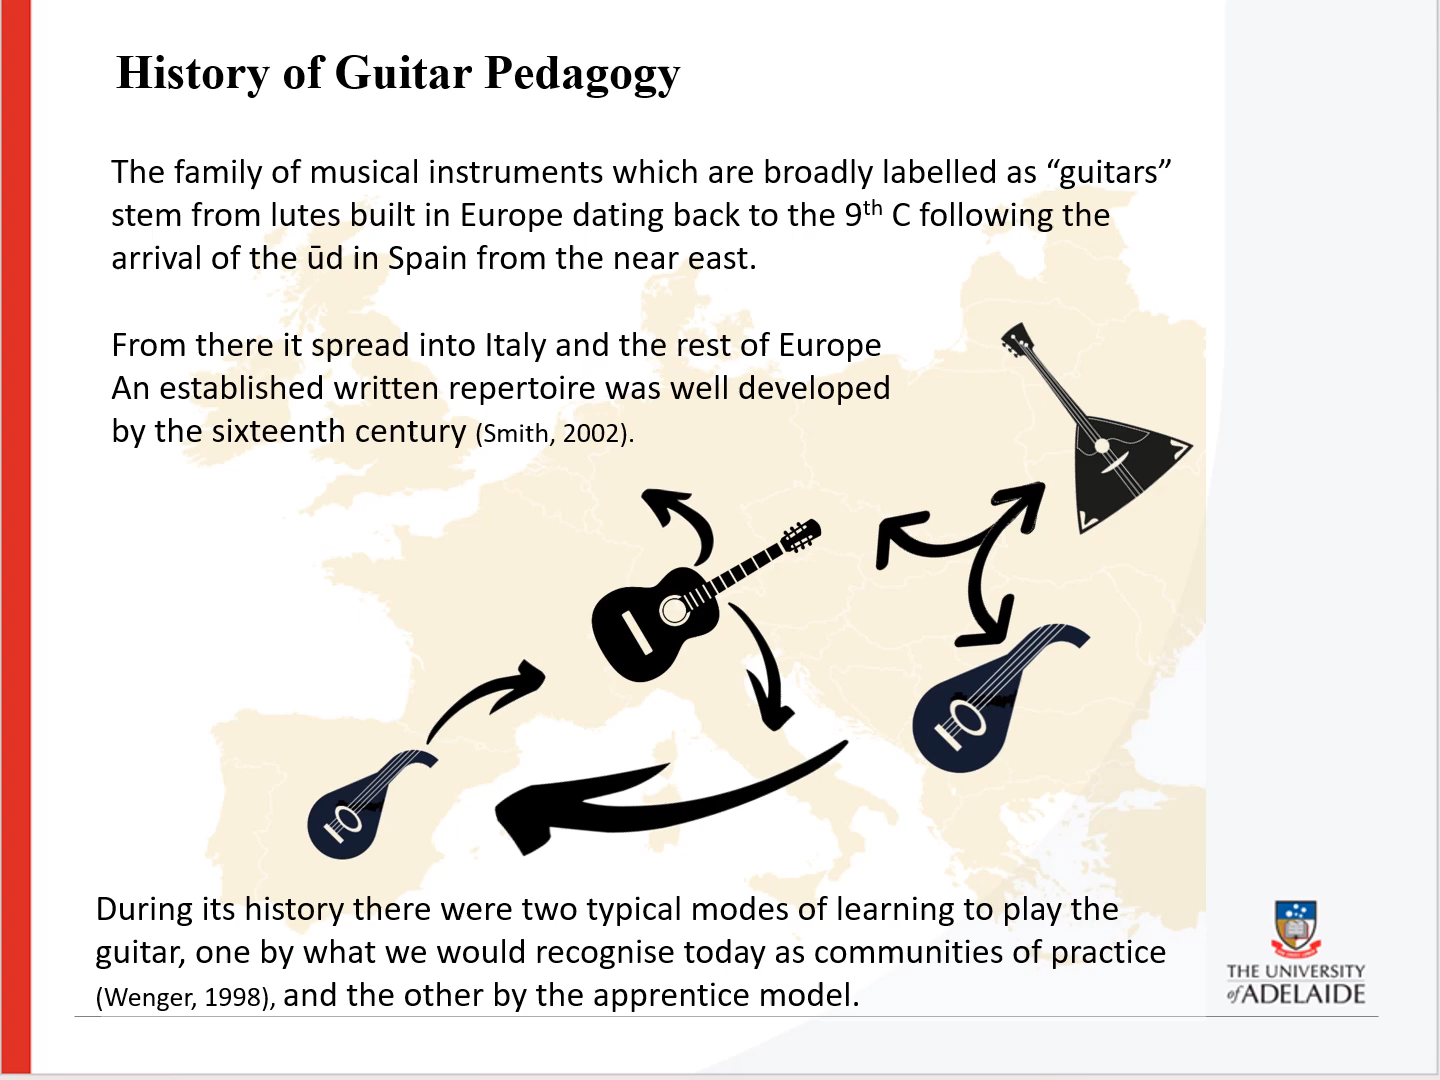 History of Guitar Pedagogy
The family of musical instruments which are broadly labelled as “guitars”
stem from lutes built in Europe dating back to the 9th C following the
arrival of the ūd in Spain from the near east.
From there it spread into Italy and the rest of Europe
An established written repertoire was well developed
by the sixteenth century (Smith, 2002).
During its history there were two typical modes of learning to play the
guitar, one by what we would recognise today as communities of practice
(Wenger, 1998), and the other by the apprentice model.
THE UNIVERSITY
of ADELAIDE